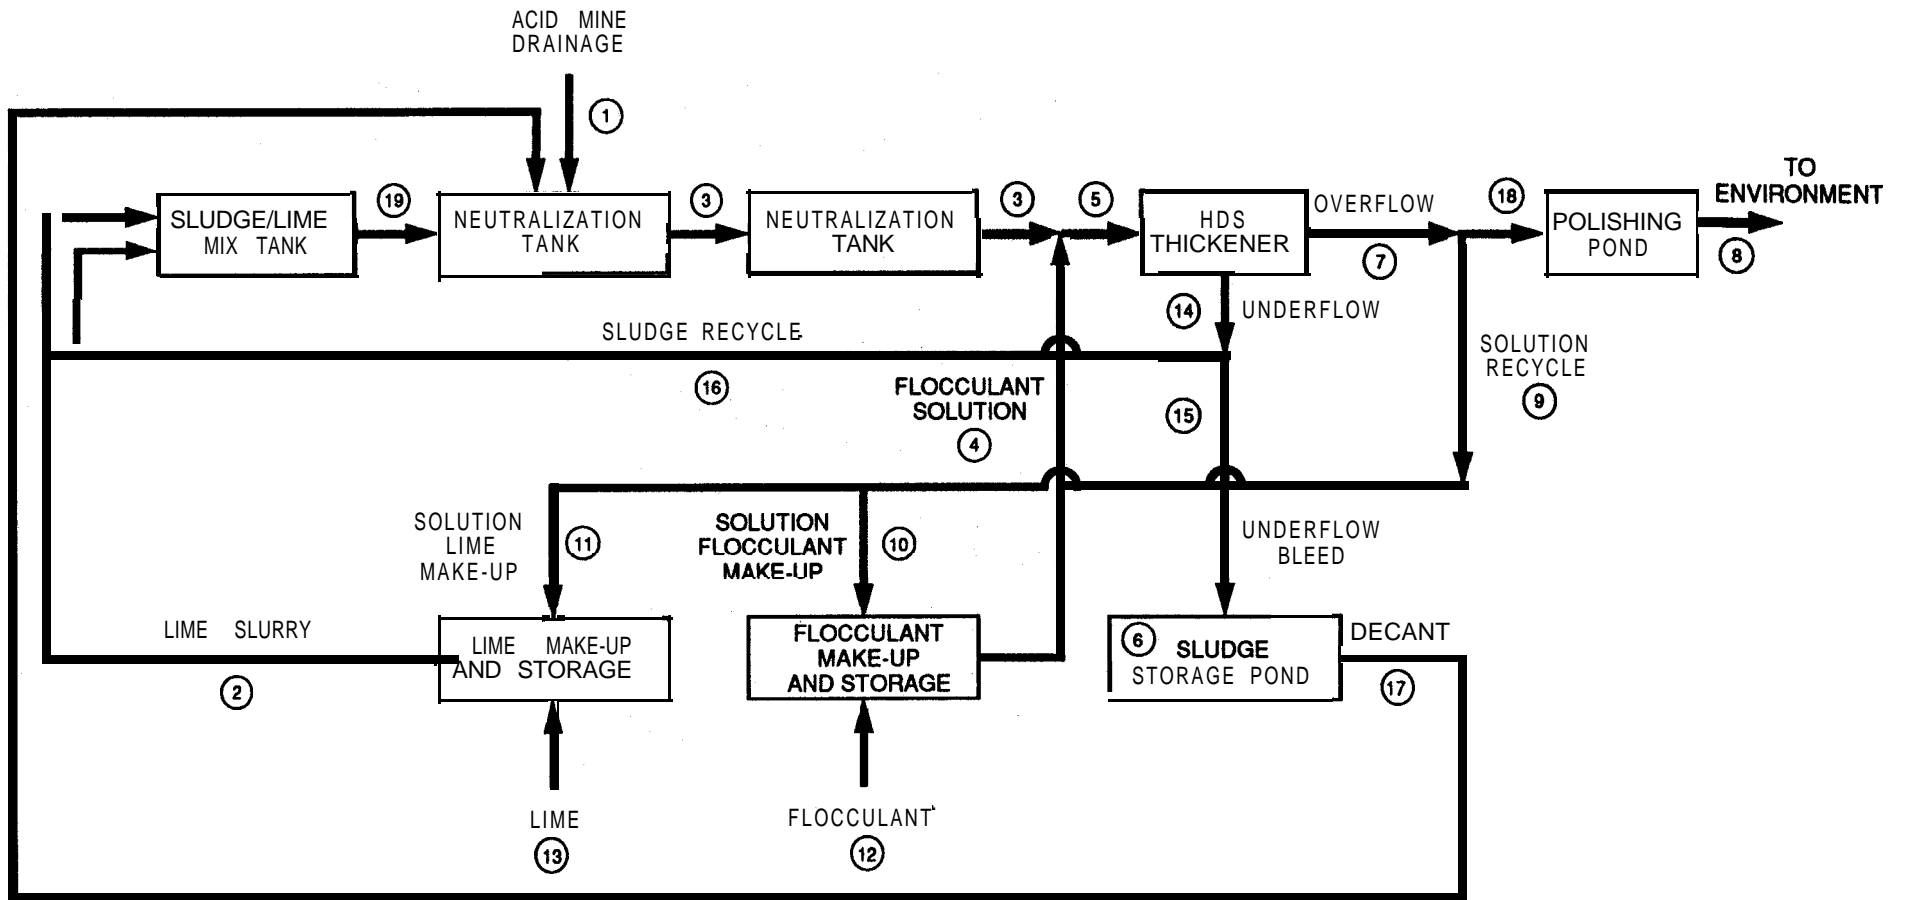 ACID MINE
DRAINAGE
1
SLUDGE/LIME
MIX TANK
19
NEUTRALIZATION
TANK
3
NEUTRALIZATION
TANK
3
5
HDS
THICKENER
OVERFLOW
7
18
POLISHING
POND
TO
ENVIRONMENT
8
14
UNDERFLOW
SLUDGE RECYCLE
16
FLOCCULANT
SOLUTION
4
15
SOLUTION
RECYCLE
9
SOLUTION
LIME
MAKE-UP
11
SOLUTION
FLOCCULANT
MAKE-UP
10
UNDERFLOW
BLEED
LIME SLURRY
2
LIME MAKE-UP
AND STORAGE
FLOCCULANT
MAKE-UP
AND STORAGE
6
SLUDGE
STORAGE POND
DECANT
17
LIME
13
FLOCCULANT
12